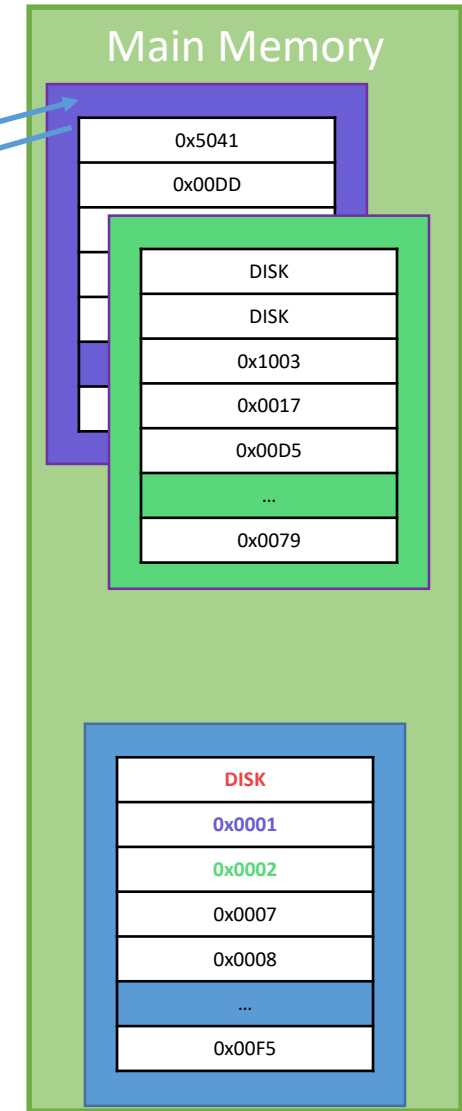 Main Memory
0x5041
0x00DD
DISK
DISK
0x1003
0x0017
0x00D5
...
0x0079
DISK
0x0001
0x0002
0x0007
0x0008
...
0x00F5